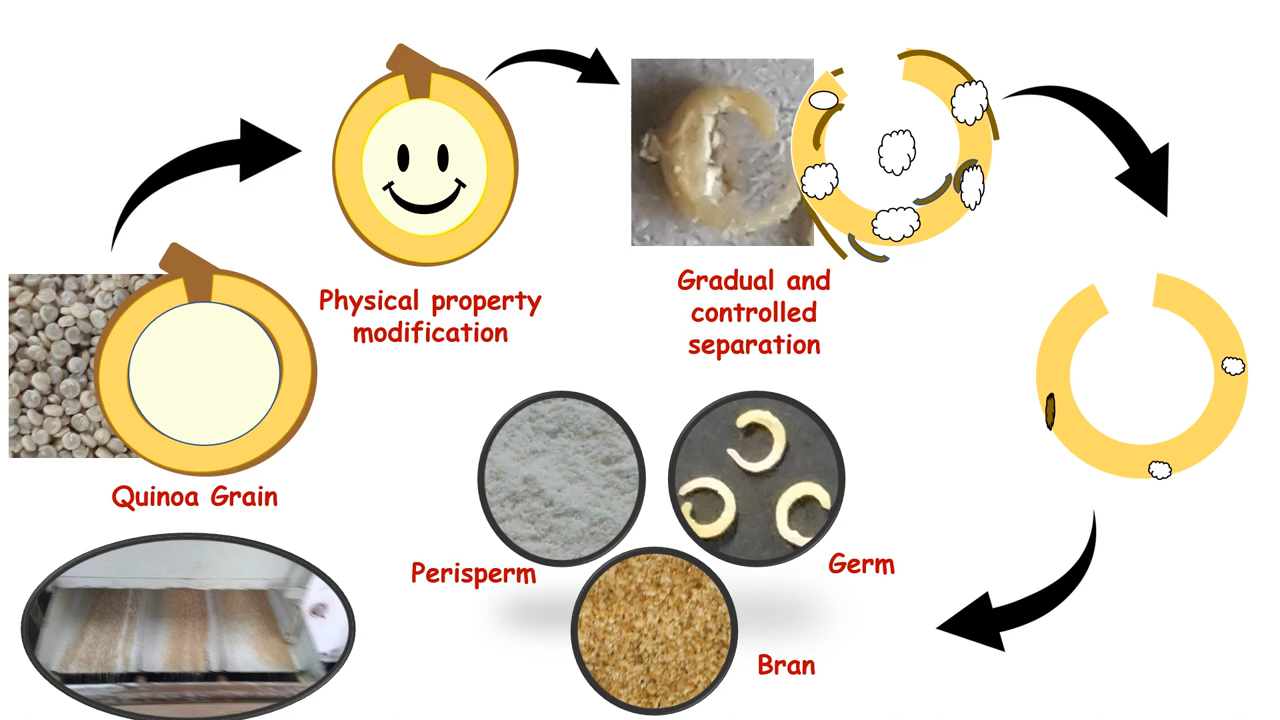 Quinoa Grain
Physical property
modification
Gradual and
controlled
separation
Perisperm
Germ
Bran